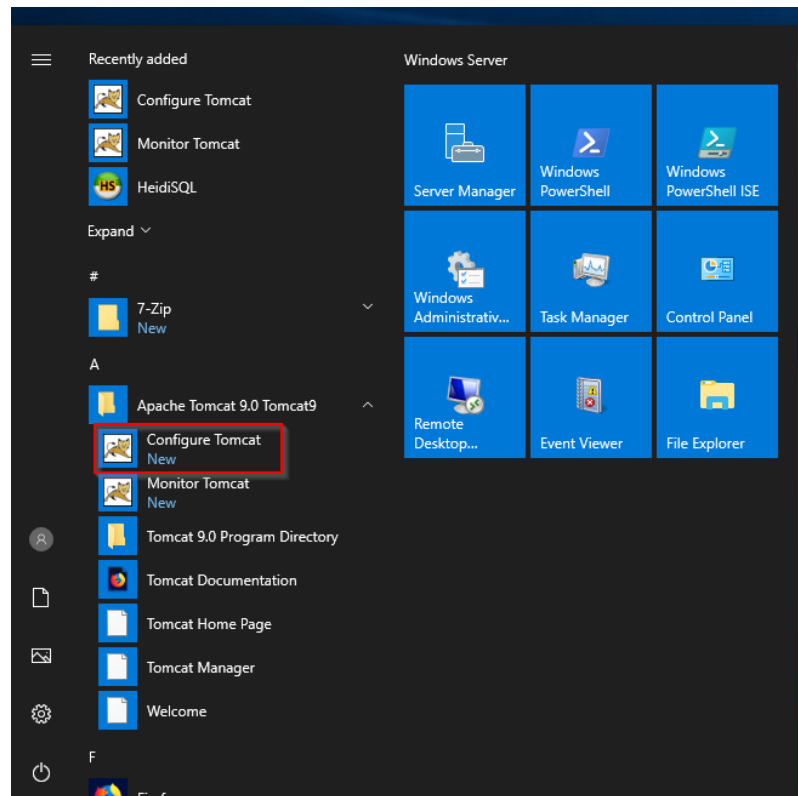 Recently added
Configure Tomcat
Monitor Tomcat
HS
HeidiSQL
Expand
#
7-Zip
New
A
Apache Tomcat 9.0 Tomcat9
Configure Tomcat
New
Monitor Tomcat
New
Tomcat 9.0 Program Directory
Tomcat Documentation
Tomcat Home Page
Tomcat Manager
Welcome
F
Windows Server
Server Manager
Windows
PowerShell
Windows
PowerShell ISE
Windows
Administrativ...
Task Manager
Control Panel
Remote
Desktop...
Event Viewer
File Explorer